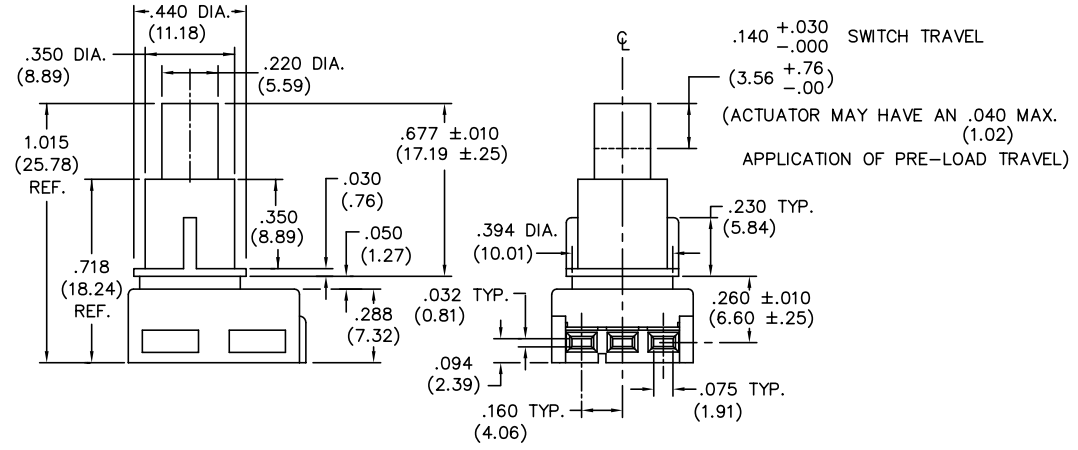 .440 DIA.
(11.18)
.350 DIA.
(8.89)
.220 DIA.
(5.59)
1.015
(25.78)
REF.
.677 ±.010
(17.19 ±.25)
.030
(.76)
.350
(8.89)
.050
(1.27)
.718
(18.24)
REF.
.288
(7.32)
℄
.140 +.030 -.000 SWITCH TRAVEL
(3.56 +.76 -.00)
(ACTUATOR MAY HAVE AN .040 MAX.
(1.02)
APPLICATION OF PRE-LOAD TRAVEL)
.394 DIA.
(10.01)
.230 TYP.
(5.84)
.032 TYP.
(0.81)
.260 ±.010
(6.60 ±.25)
.094
(2.39)
.075 TYP.
(1.91)
.160 TYP.
(4.06)